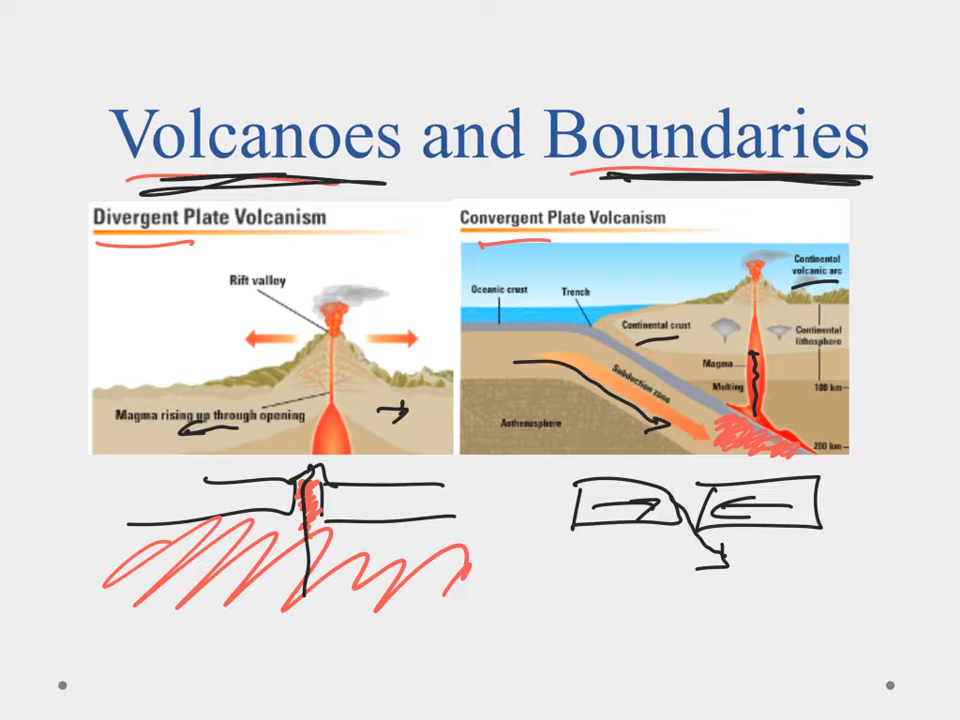 Volcanoes and Boundaries
Divergent Plate Volcanism
Rift valley
Magma rising up through opening
Convergent Plate Volcanism
Continental
volcanic arc
Oceanic crust
Trench
Continental crust
Continental
lithosphere
Magma
Melting
Subduction zone
100 km
Asthenosphere
200 km